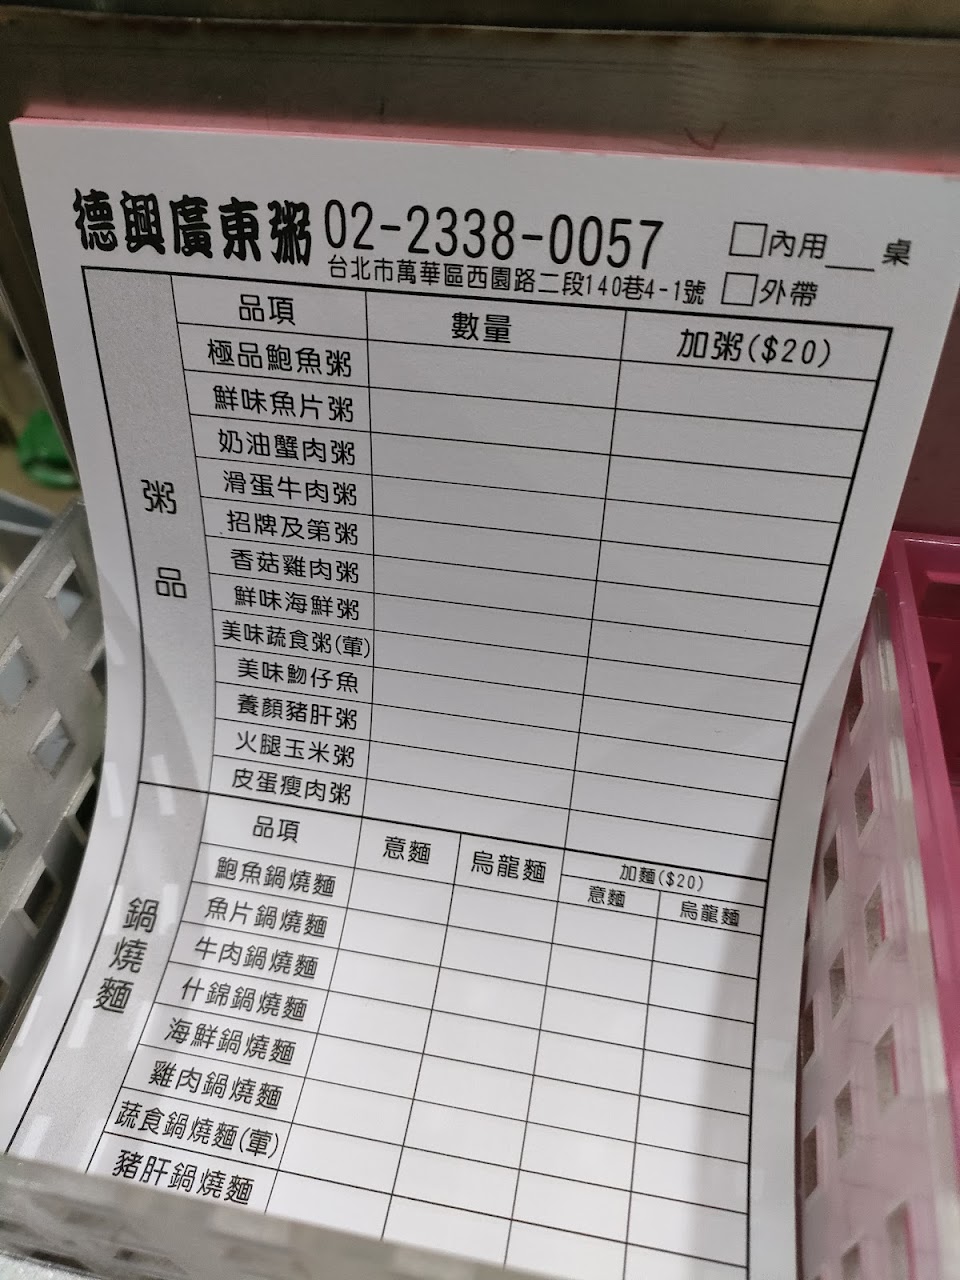 德興廣東粥 02-2338-0057
台北市萬華區西園路二段140巷4-1號
□內用__桌
□外帶
粥品
品項 數量 加粥($20)
極品鮑魚粥
鮮味魚片粥
奶油蟹肉粥
滑蛋牛肉粥
招牌及第粥
香菇雞肉粥
鮮味海鮮粥
美味蔬食粥(葷)
美味魩仔魚
養顏豬肝粥
火腿玉米粥
皮蛋瘦肉粥
鍋燒麵
品項 意麵 烏龍麵 加麵($20)
意麵 烏龍麵
鮑魚鍋燒麵
魚片鍋燒麵
牛肉鍋燒麵
什錦鍋燒麵
海鮮鍋燒麵
雞肉鍋燒麵
蔬食鍋燒麵(葷)
豬肝鍋燒麵